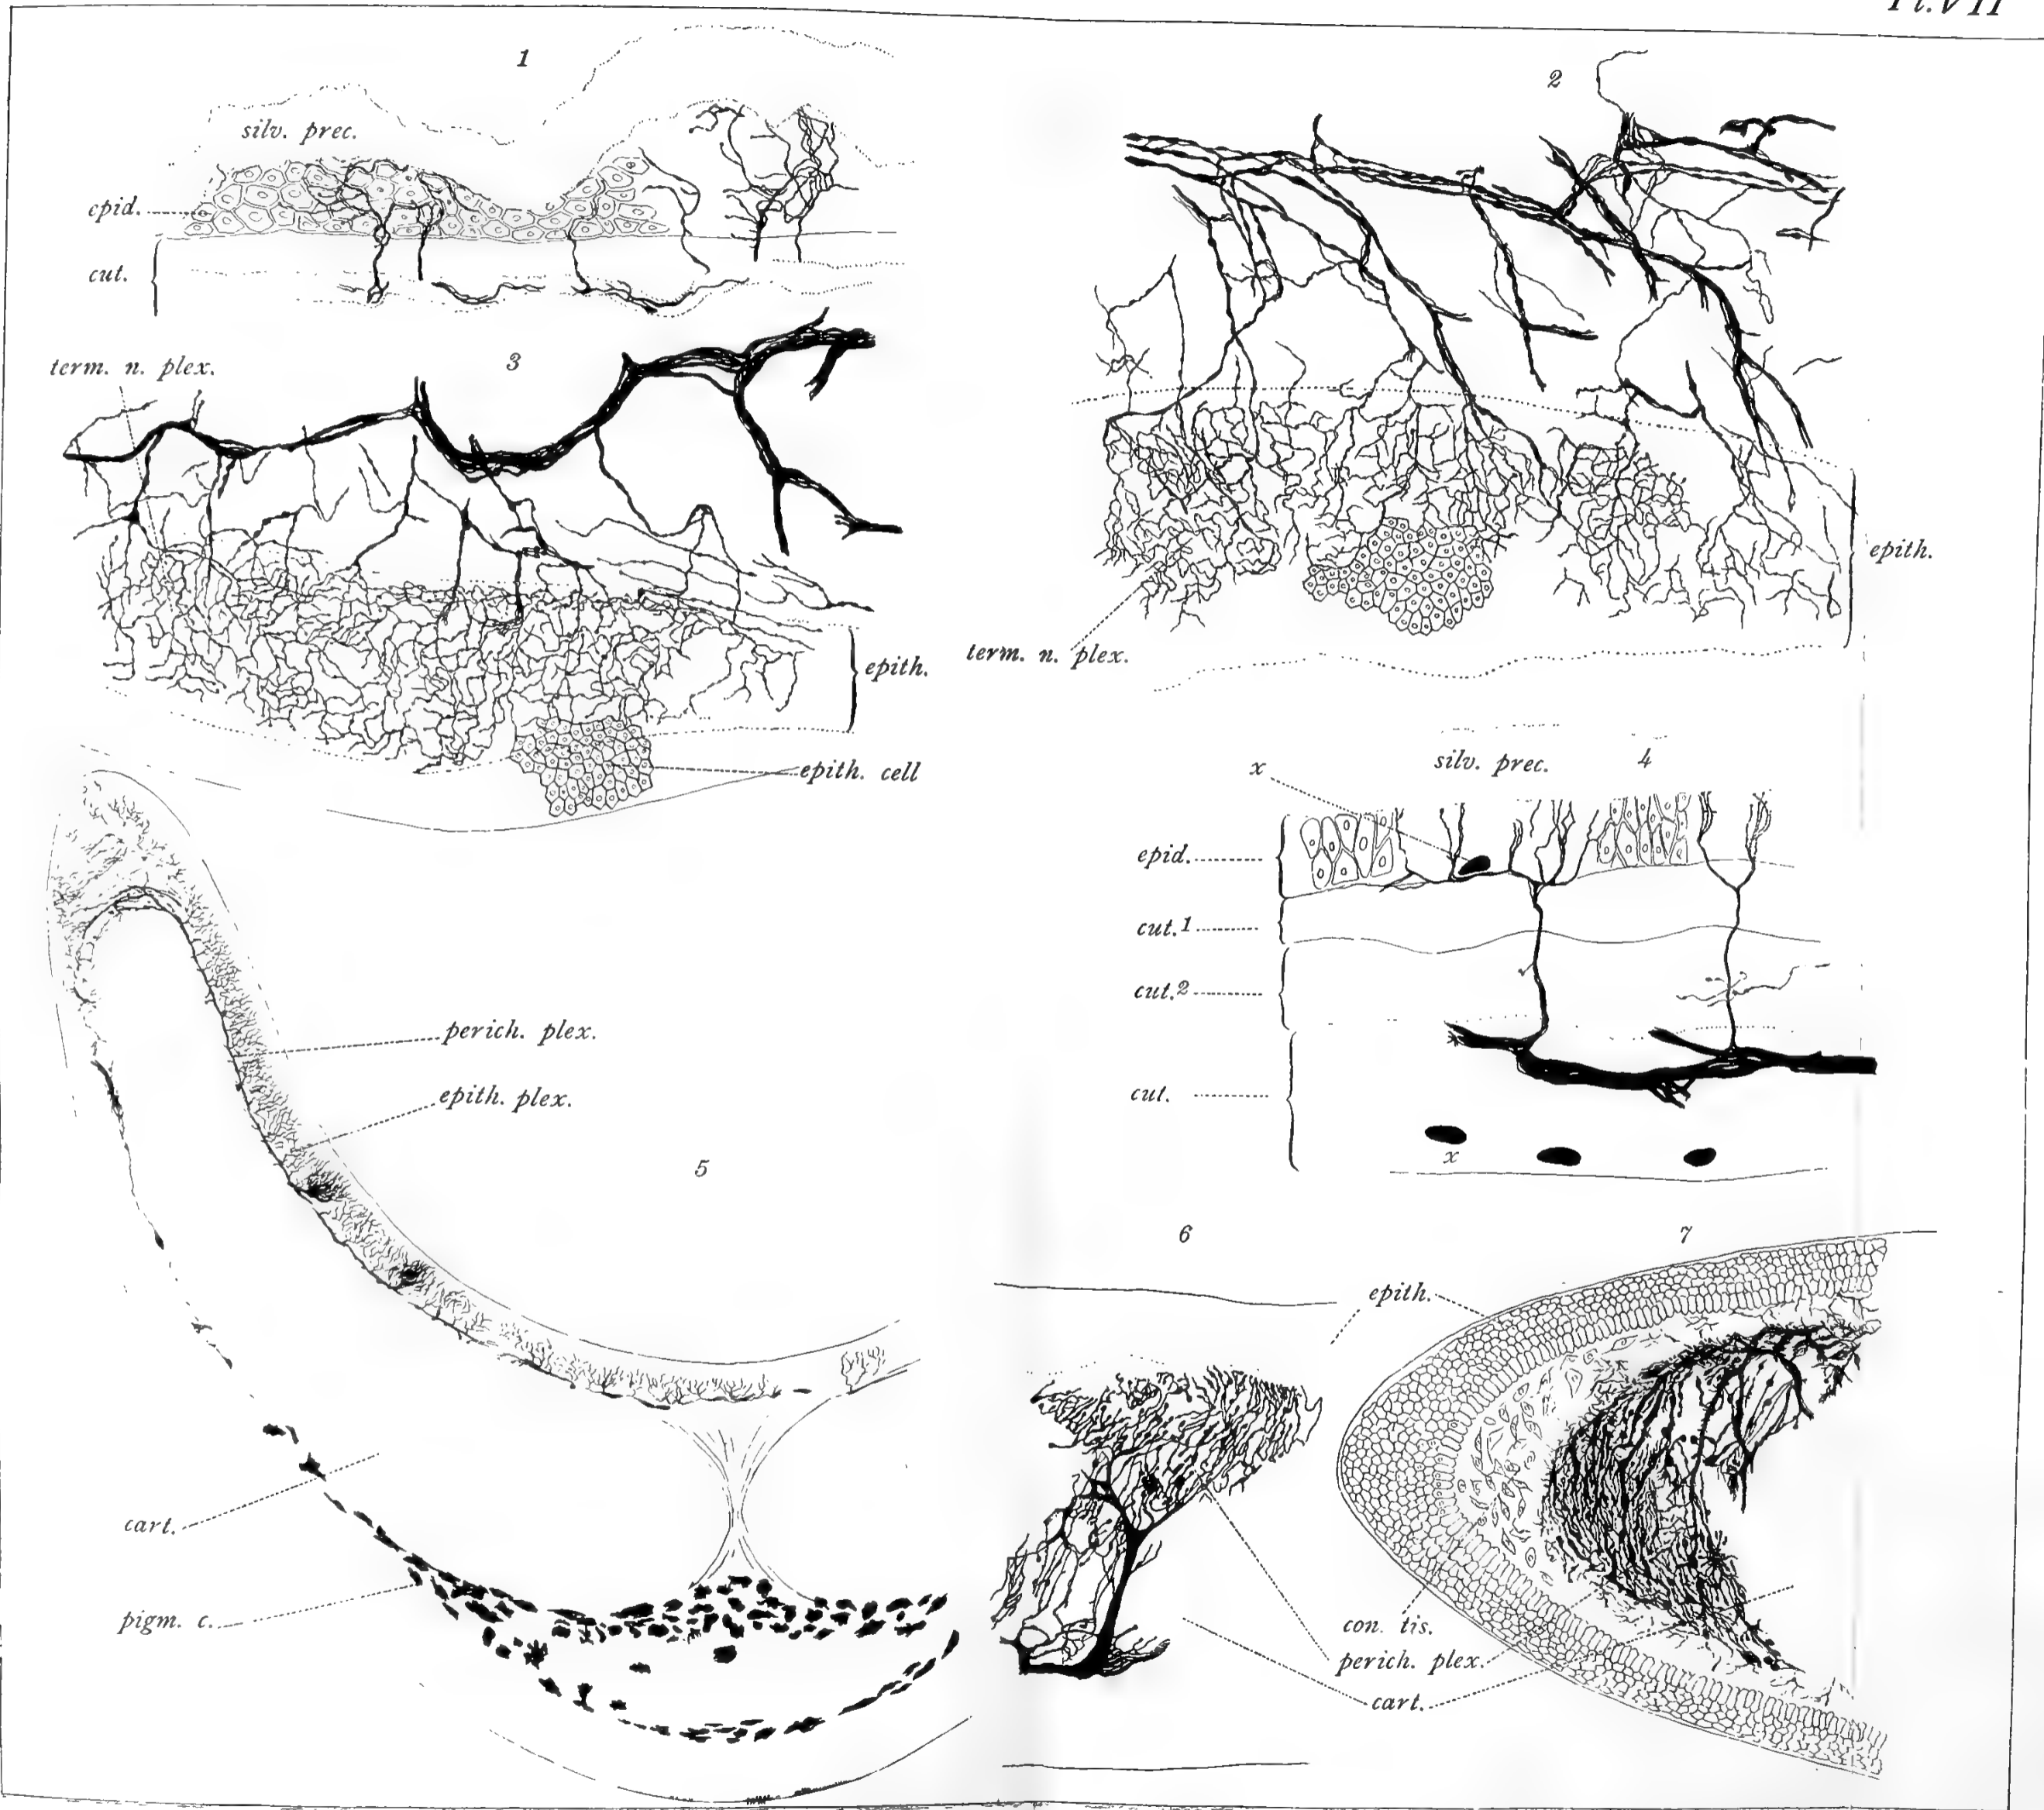 Pl. VII
1
silv. prec.
epid.
cut.
2
epith.
term. n. plex.
3
term. n. plex.
epith.
epith. cell
4
silv. prec.
x
epid.
cut.1
cut.2
cut.
x
5
perich. plex.
epith. plex.
cart.
pigm. c.
6
7
epith.
con. tis.
perich. plex.
cart.